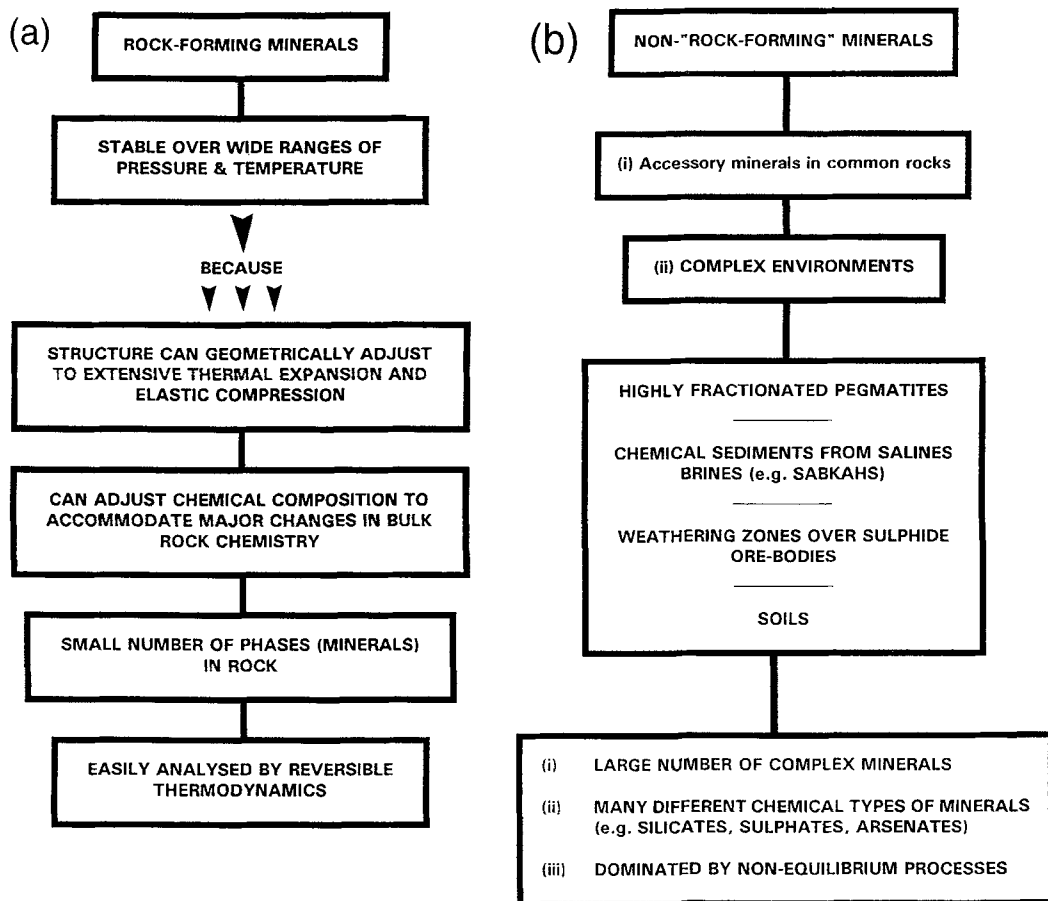 (a)
ROCK-FORMING MINERALS
STABLE OVER WIDE RANGES OF
PRESSURE & TEMPERATURE
BECAUSE
STRUCTURE CAN GEOMETRICALLY ADJUST
TO EXTENSIVE THERMAL EXPANSION AND
ELASTIC COMPRESSION
CAN ADJUST CHEMICAL COMPOSITION TO
ACCOMMODATE MAJOR CHANGES IN BULK
ROCK CHEMISTRY
SMALL NUMBER OF PHASES (MINERALS)
IN ROCK
EASILY ANALYSED BY REVERSIBLE
THERMODYNAMICS
(b)
NON-"ROCK-FORMING" MINERALS
(i) Accessory minerals in common rocks
(ii) COMPLEX ENVIRONMENTS
HIGHLY FRACTIONATED PEGMATITES
CHEMICAL SEDIMENTS FROM SALINES
BRINES (e.g. SABKAHS)
WEATHERING ZONES OVER SULPHIDE
ORE-BODIES
SOILS
(i) LARGE NUMBER OF COMPLEX MINERALS
(ii) MANY DIFFERENT CHEMICAL TYPES OF MINERALS
(e.g. SILICATES, SULPHATES, ARSENATES)
(iii) DOMINATED BY NON-EQUILIBRIUM PROCESSES